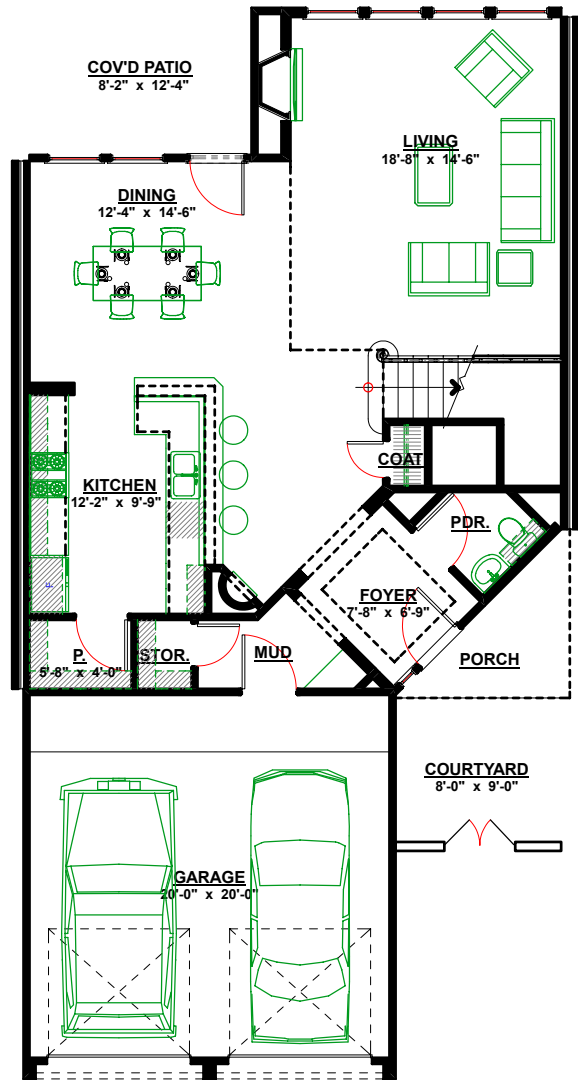 COV'D PATIO
8'-2" x 12'-4"
LIVING
18'-8" x 14'-6"
DINING
12'-4" x 14'-6"
KITCHEN
12'-2" x 9'-9"
COAT
PDR.
FOYER
7'-8" x 6'-9"
F
P.
5'-8" x 4'-0"
STOR.
MUD
PORCH
COURTYARD
8'-0" x 9'-0"
GARAGE
20'-0" x 20'-0"